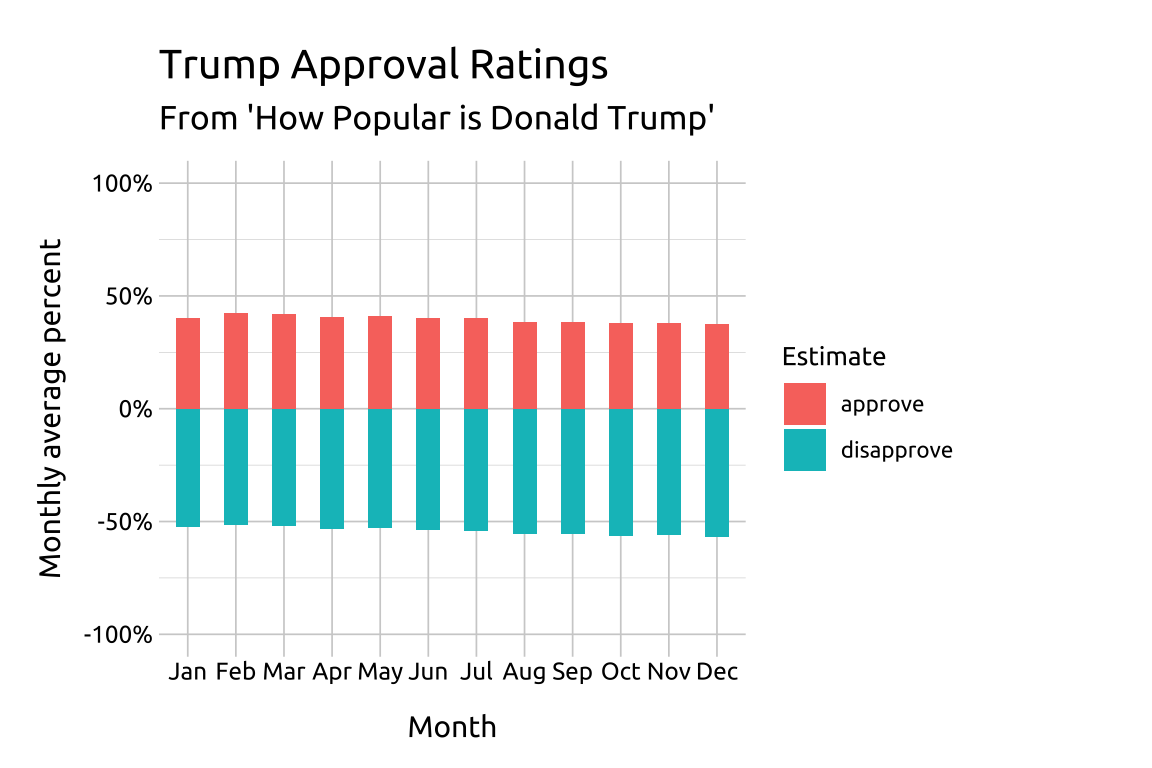 Trump Approval Ratings
From 'How Popular is Donald Trump'
100%
50%
0%
-50%
-100%
Monthly average percent
Jan Feb Mar Apr May Jun Jul Aug Sep Oct Nov Dec
Month
Estimate
approve
disapprove